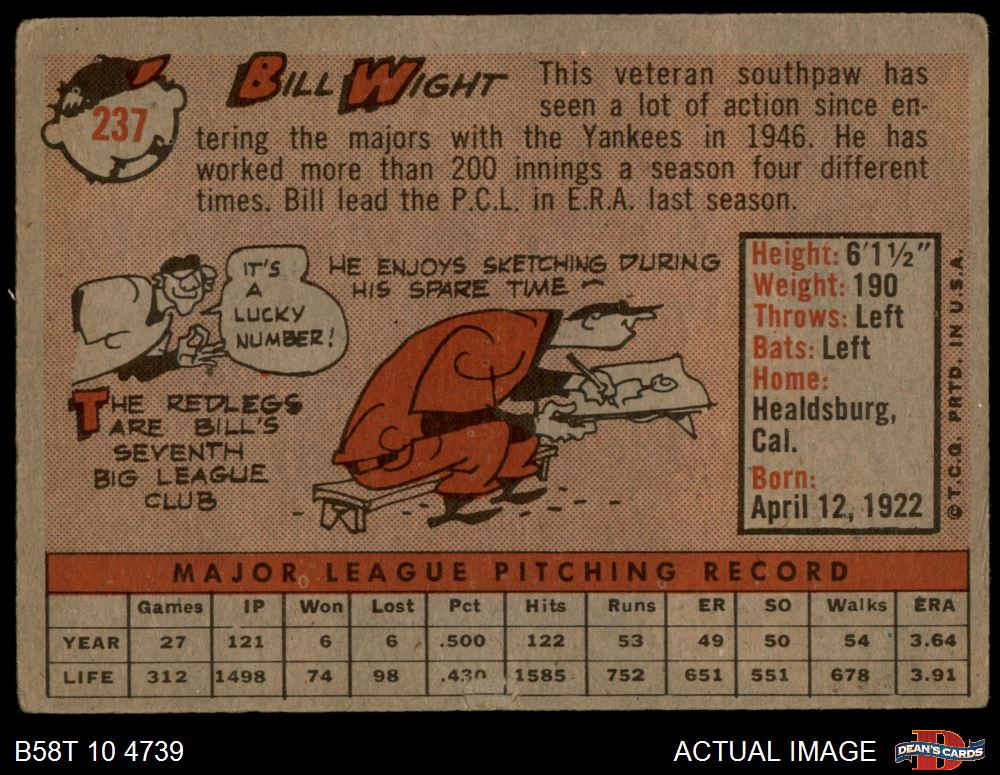 237
BILL WIGHT
This veteran southpaw has
seen a lot of action since en-
tering the majors with the Yankees in 1946. He has
worked more than 200 innings a season four different
times. Bill lead the P.C.L. in E.R.A. last season.
IT'S
A
LUCKY
NUMBER!
HE ENJOYS SKETCHING DURING
HIS SPARE TIME -
THE REDLEGS
ARE BILL'S
SEVENTH
BIG LEAGUE
CLUB
Height: 6'1½"
Weight: 190
Throws: Left
Bats: Left
Home:
Healdsburg,
Cal.
Born:
April 12, 1922
© T.C.G. PRTD. IN U.S.A.
MAJOR LEAGUE PITCHING RECORD
Games IP Won Lost Pct Hits Runs ER SO Walks ERA
YEAR 27 121 6 6 .500 122 53 49 50 54 3.64
LIFE 312 1498 74 98 .430 1585 752 651 551 678 3.91
B58T 10 4739
ACTUAL IMAGE
D
DEAN'S CARDS